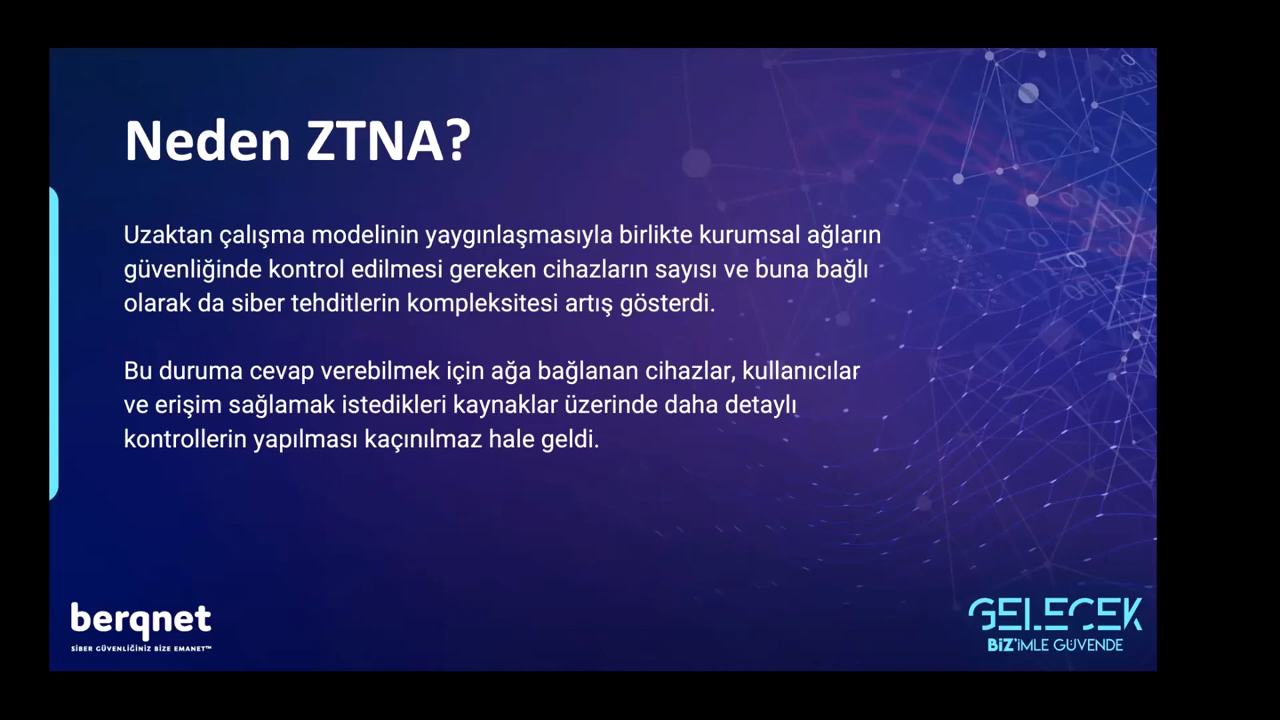 Neden ZTNA?
Uzaktan çalışma modelinin yaygınlaşmasıyla birlikte kurumsal ağların
güvenliğinde kontrol edilmesi gereken cihazların sayısı ve buna bağlı
olarak da siber tehditlerin kompleksitesi artış gösterdi.
Bu duruma cevap verebilmek için ağa bağlanan cihazlar, kullanıcılar
ve erişim sağlamak istedikleri kaynaklar üzerinde daha detaylı
kontrollerin yapılması kaçınılmaz hale geldi.
berqnet
SİBER GÜVENLİĞİNİZ BİZE EMANET™
GELECEK
BİZ'İMLE GÜVENDE